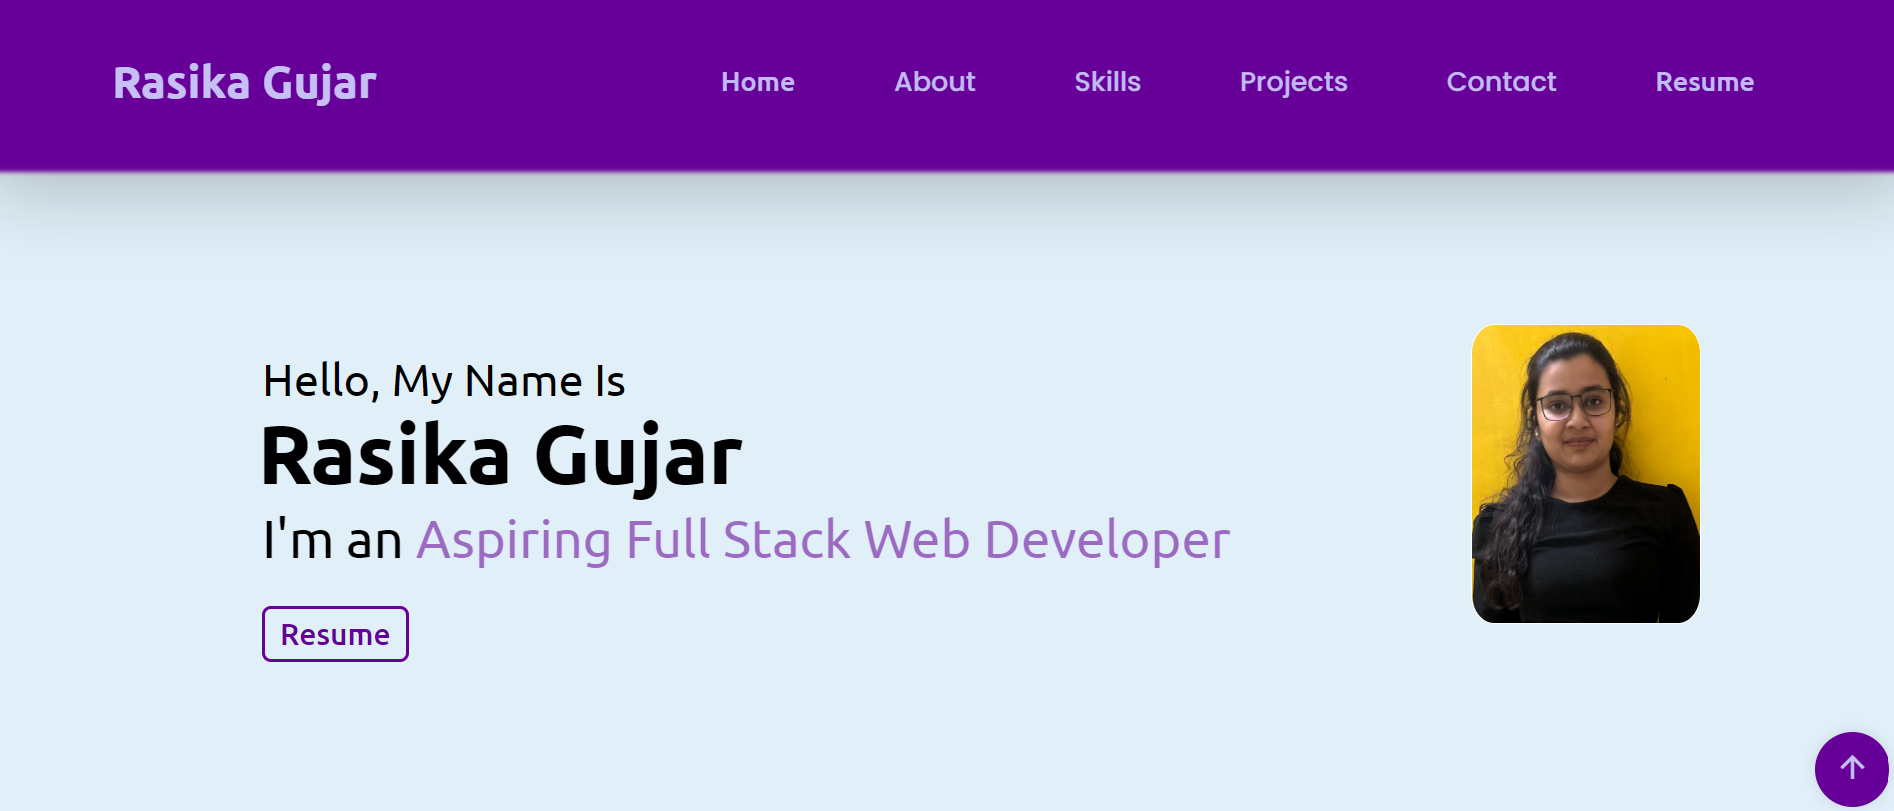 Rasika Gujar
Home About Skills Projects Contact Resume
Hello, My Name Is
Rasika Gujar
I'm an Aspiring Full Stack Web Developer
Resume